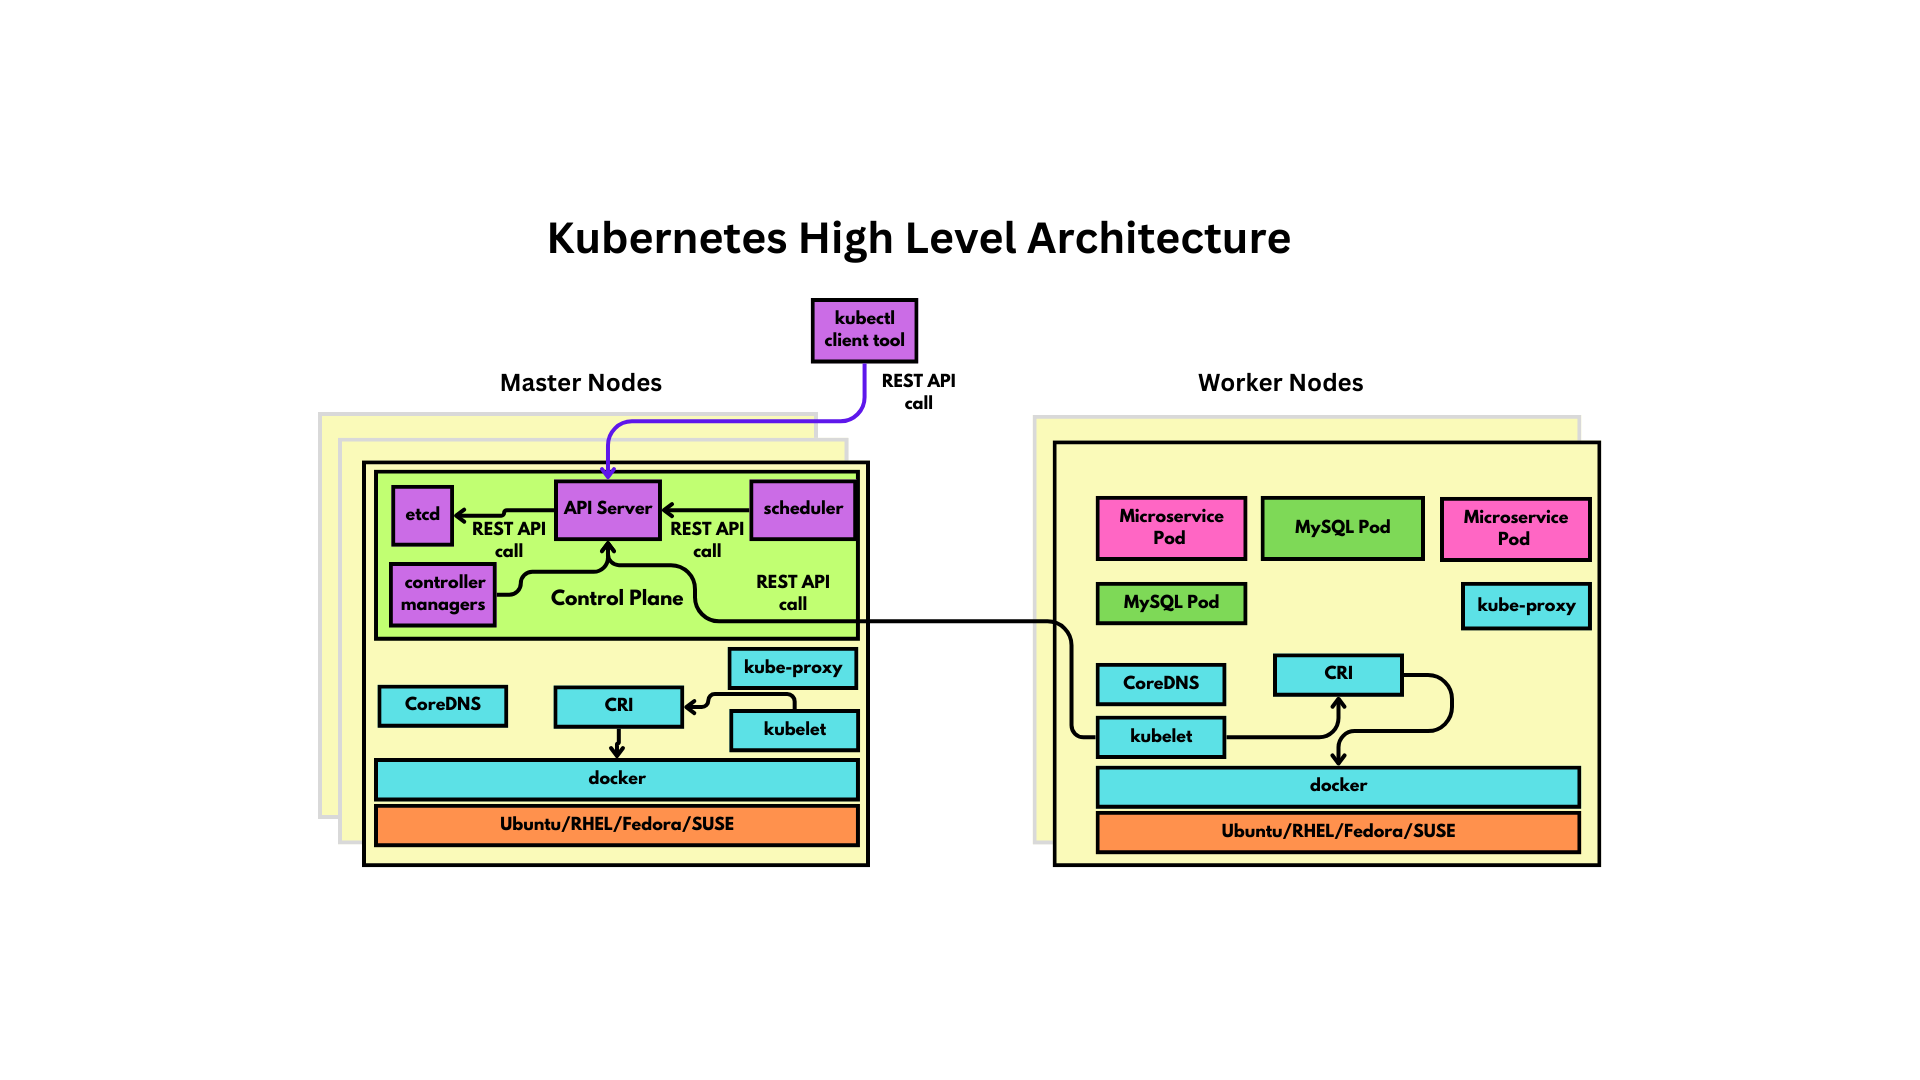 Kubernetes High Level Architecture
kubectl
client tool
REST API
call
Master Nodes
Worker Nodes
etcd
API Server
scheduler
REST API
call
REST API
call
controller
managers
Control Plane
REST API
call
kube-proxy
CoreDNS
CRI
kubelet
docker
Ubuntu/RHEL/Fedora/SUSE
Microservice
Pod
MySQL Pod
Microservice
Pod
MySQL Pod
kube-proxy
CoreDNS
CRI
kubelet
docker
Ubuntu/RHEL/Fedora/SUSE